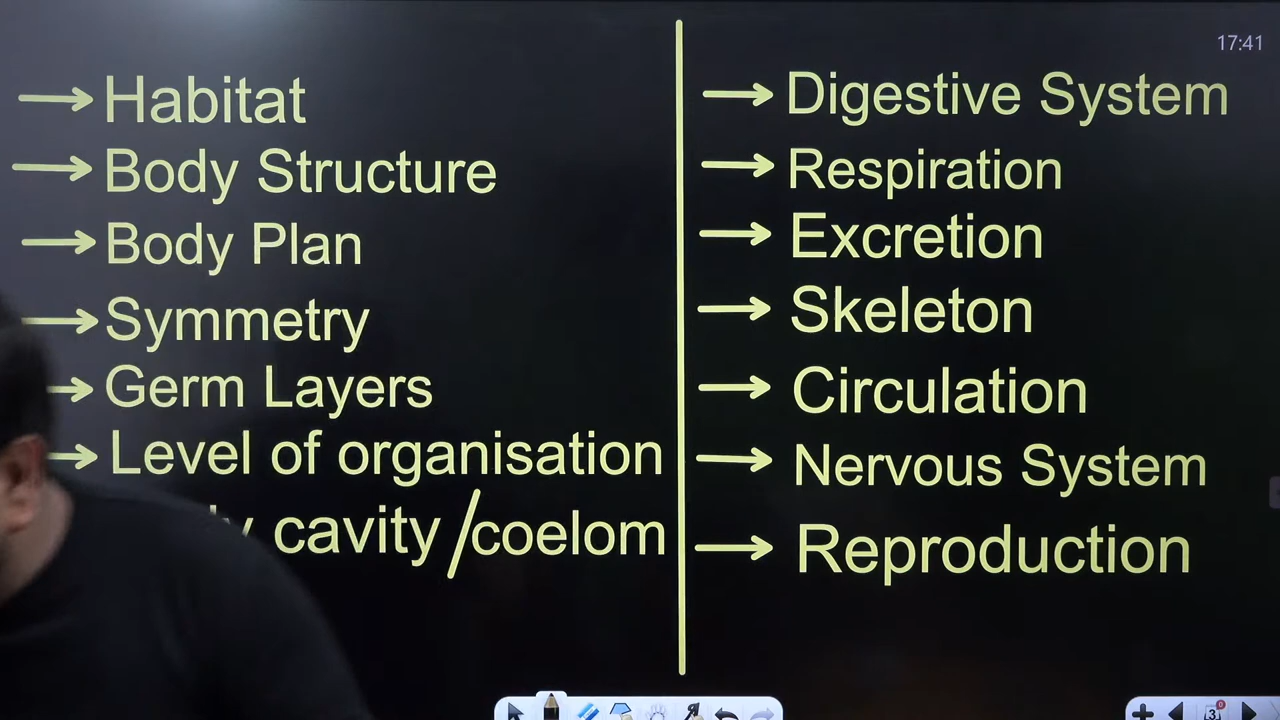 17:41
→ Habitat
→ Body Structure
→ Body Plan
→ Symmetry
→ Germ Layers
→ Level of organisation
cavity/coelom
→ Digestive System
→ Respiration
→ Excretion
→ Skeleton
→ Circulation
→ Nervous System
→ Reproduction
3